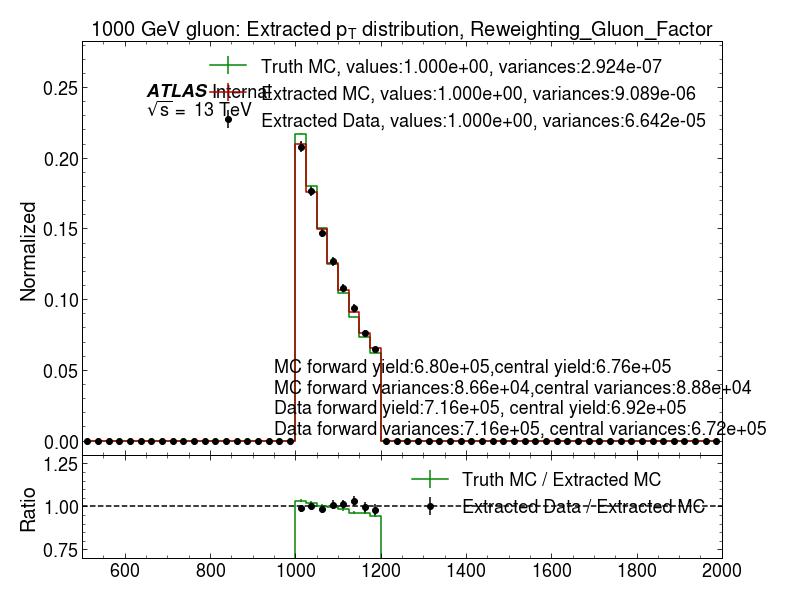 1000 GeV gluon: Extracted pT distribution, Reweighting_Gluon_Factor
Truth MC, values:1.000e+00, variances:2.924e-07
ATLAS Internal
Extracted MC, values:1.000e+00, variances:9.089e-06
√s = 13 TeV
Extracted Data, values:1.000e+00, variances:6.642e-05
Normalized
0.25
0.20
0.15
0.10
0.05
0.00
MC forward yield:6.80e+05,central yield:6.76e+05
MC forward variances:8.66e+04,central variances:8.88e+04
Data forward yield:7.16e+05, central yield:6.92e+05
Data forward variances:7.16e+05, central variances:6.72e+05
Ratio
1.25
1.00
0.75
Truth MC / Extracted MC
Extracted Data / Extracted MC
600 800 1000 1200 1400 1600 1800 2000